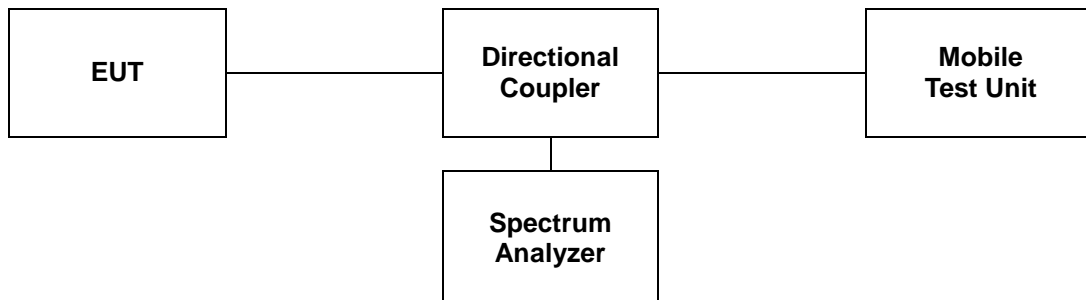 EUT
Directional
Coupler
Mobile
Test Unit
Spectrum
Analyzer